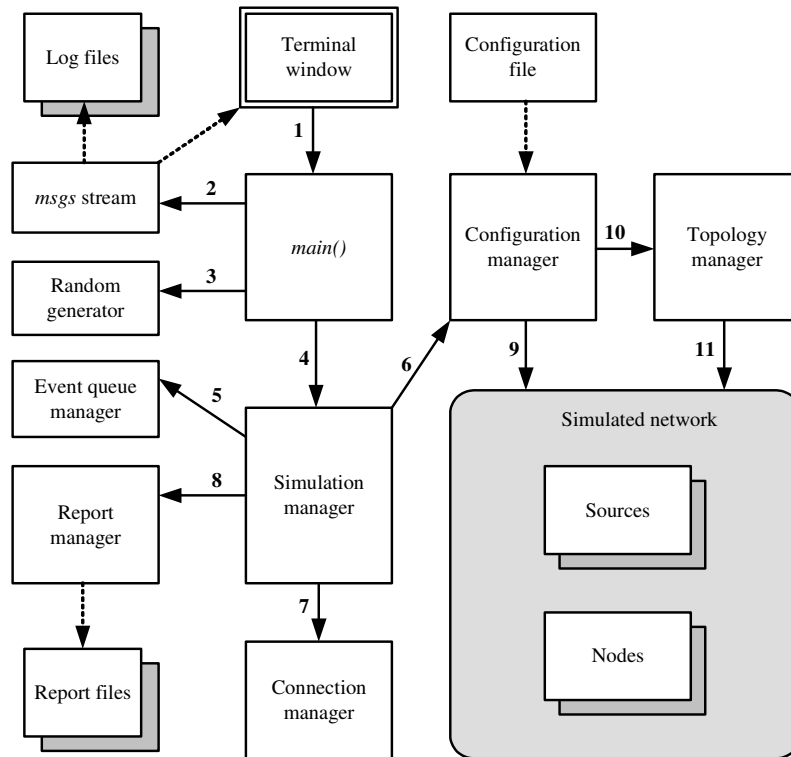 Log files
Terminal
window
Configuration
file
1
msgs stream
2
main()
Configuration
manager
10
Topology
manager
Random
generator
3
4
6
9
11
Event queue
manager
5
Simulated network
Report
manager
8
Simulation
manager
Sources
7
Report files
Connection
manager
Nodes